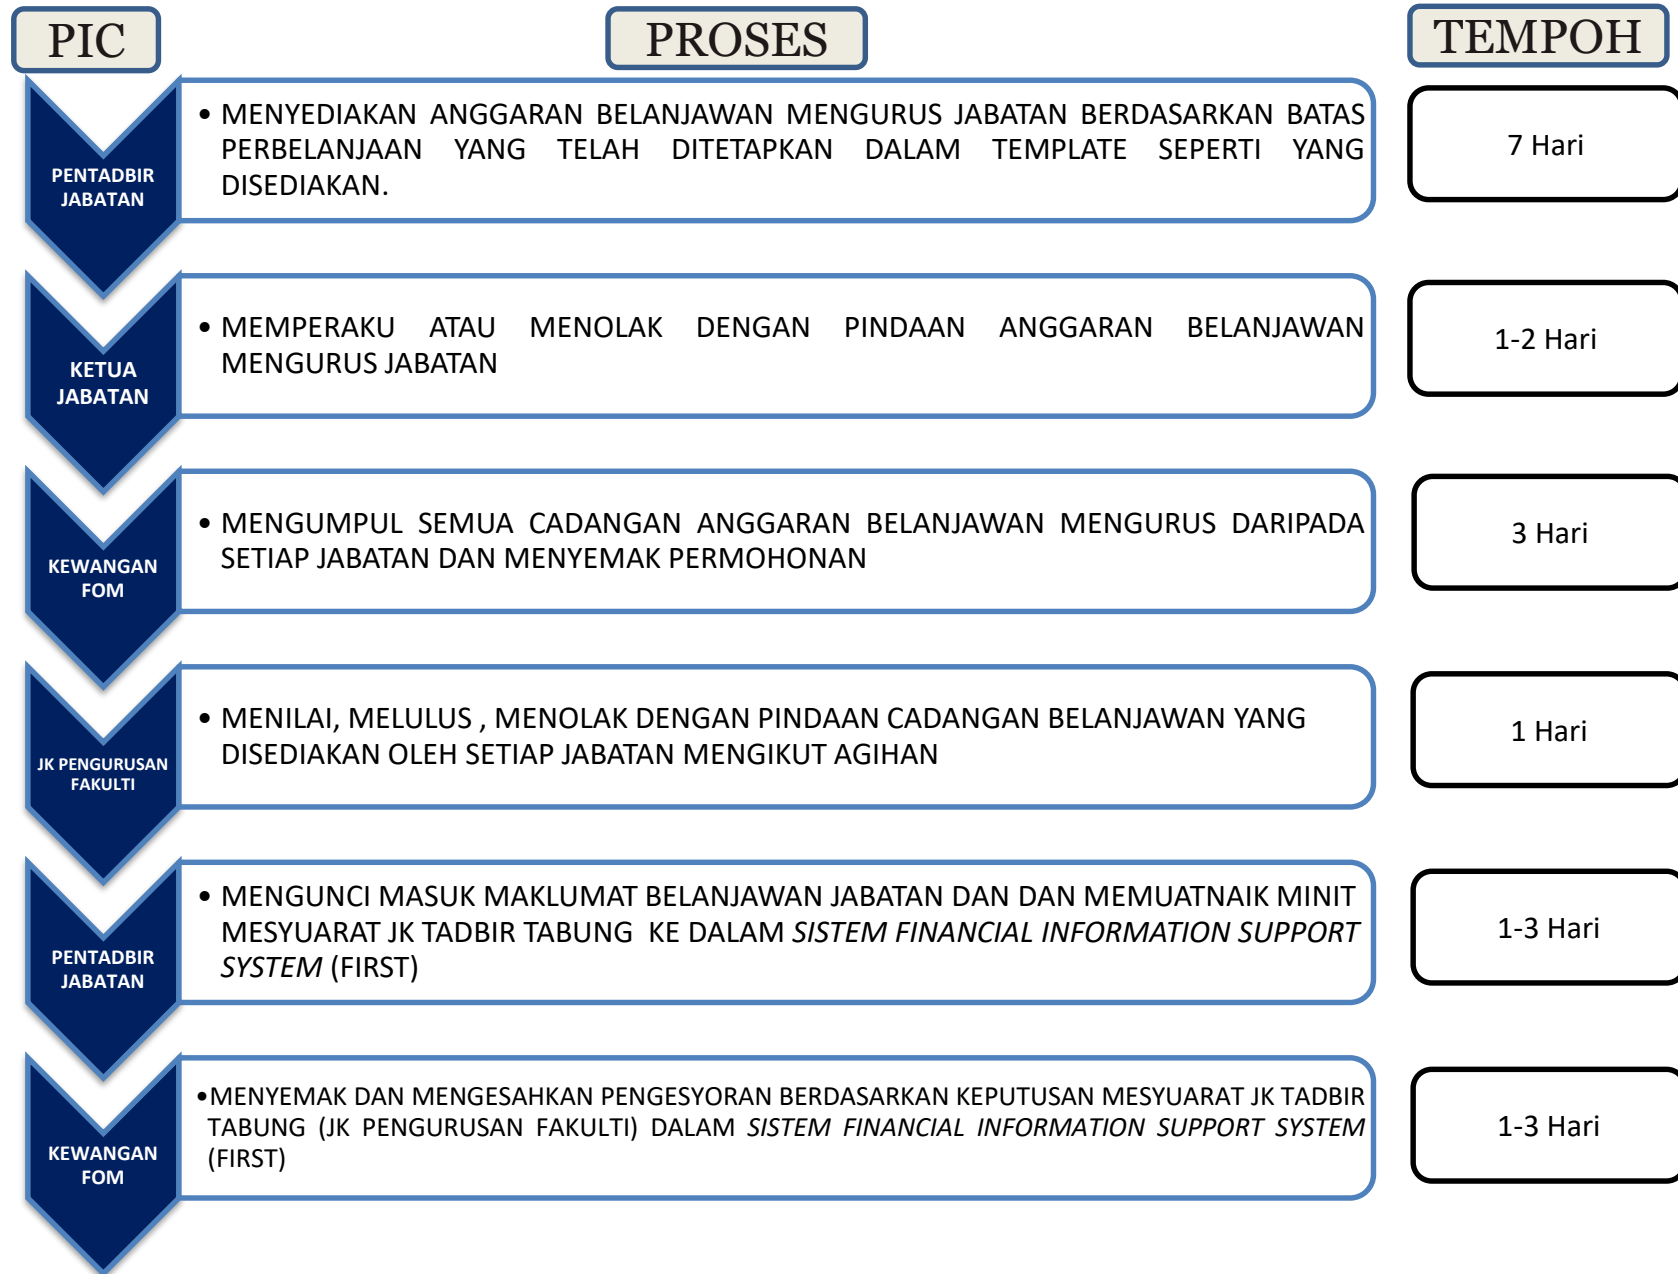 PIC
PROSES
TEMPOH
PENTADBIR
JABATAN
• MENYEDIAKAN ANGGARAN BELANJAWAN MENGURUS JABATAN BERDASARKAN BATAS
PERBELANJAAN YANG TELAH DITETAPKAN DALAM TEMPLATE SEPERTI YANG
DISEDIAKAN.
7 Hari
KETUA
JABATAN
• MEMPERAKU ATAU MENOLAK DENGAN PINDAAN ANGGARAN BELANJAWAN
MENGURUS JABATAN
1-2 Hari
KEWANGAN
FOM
• MENGUMPUL SEMUA CADANGAN ANGGARAN BELANJAWAN MENGURUS DARIPADA
SETIAP JABATAN DAN MENYEMAK PERMOHONAN
3 Hari
JK PENGURUSAN
FAKULTI
• MENILAI, MELULUS , MENOLAK DENGAN PINDAAN CADANGAN BELANJAWAN YANG
DISEDIAKAN OLEH SETIAP JABATAN MENGIKUT AGIHAN
1 Hari
PENTADBIR
JABATAN
• MENGUNCI MASUK MAKLUMAT BELANJAWAN JABATAN DAN DAN MEMUATNAIK MINIT
MESYUARAT JK TADBIR TABUNG KE DALAM SISTEM FINANCIAL INFORMATION SUPPORT
SYSTEM (FIRST)
1-3 Hari
KEWANGAN
FOM
•MENYEMAK DAN MENGESAHKAN PENGESYORAN BERDASARKAN KEPUTUSAN MESYUARAT JK TADBIR
TABUNG (JK PENGURUSAN FAKULTI) DALAM SISTEM FINANCIAL INFORMATION SUPPORT SYSTEM
(FIRST)
1-3 Hari